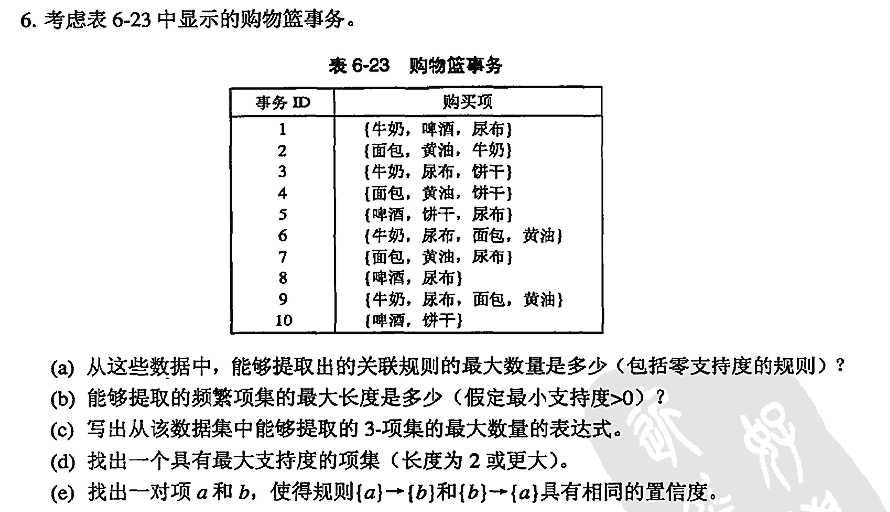 6. 考虑表 6-23 中显示的购物篮事务。
表 6-23 购物篮事务
事务 ID 购买项
1 {牛奶，啤酒，尿布}
2 {面包，黄油，牛奶}
3 {牛奶，尿布，饼干}
4 {面包，黄油，饼干}
5 {啤酒，饼干，尿布}
6 {牛奶，尿布，面包，黄油}
7 {面包，黄油，尿布}
8 {啤酒，尿布}
9 {牛奶，尿布，面包，黄油}
10 {啤酒，饼干}
(a) 从这些数据中，能够提取出的关联规则的最大数量是多少（包括零支持度的规则）？
(b) 能够提取的频繁项集的最大长度是多少（假定最小支持度>0）？
(c) 写出从该数据集中能够提取的 3-项集的最大数量的表达式。
(d) 找出一个具有最大支持度的项集（长度为 2 或更大）。
(e) 找出一对项 a 和 b，使得规则{a}→{b}和{b}→{a}具有相同的置信度。